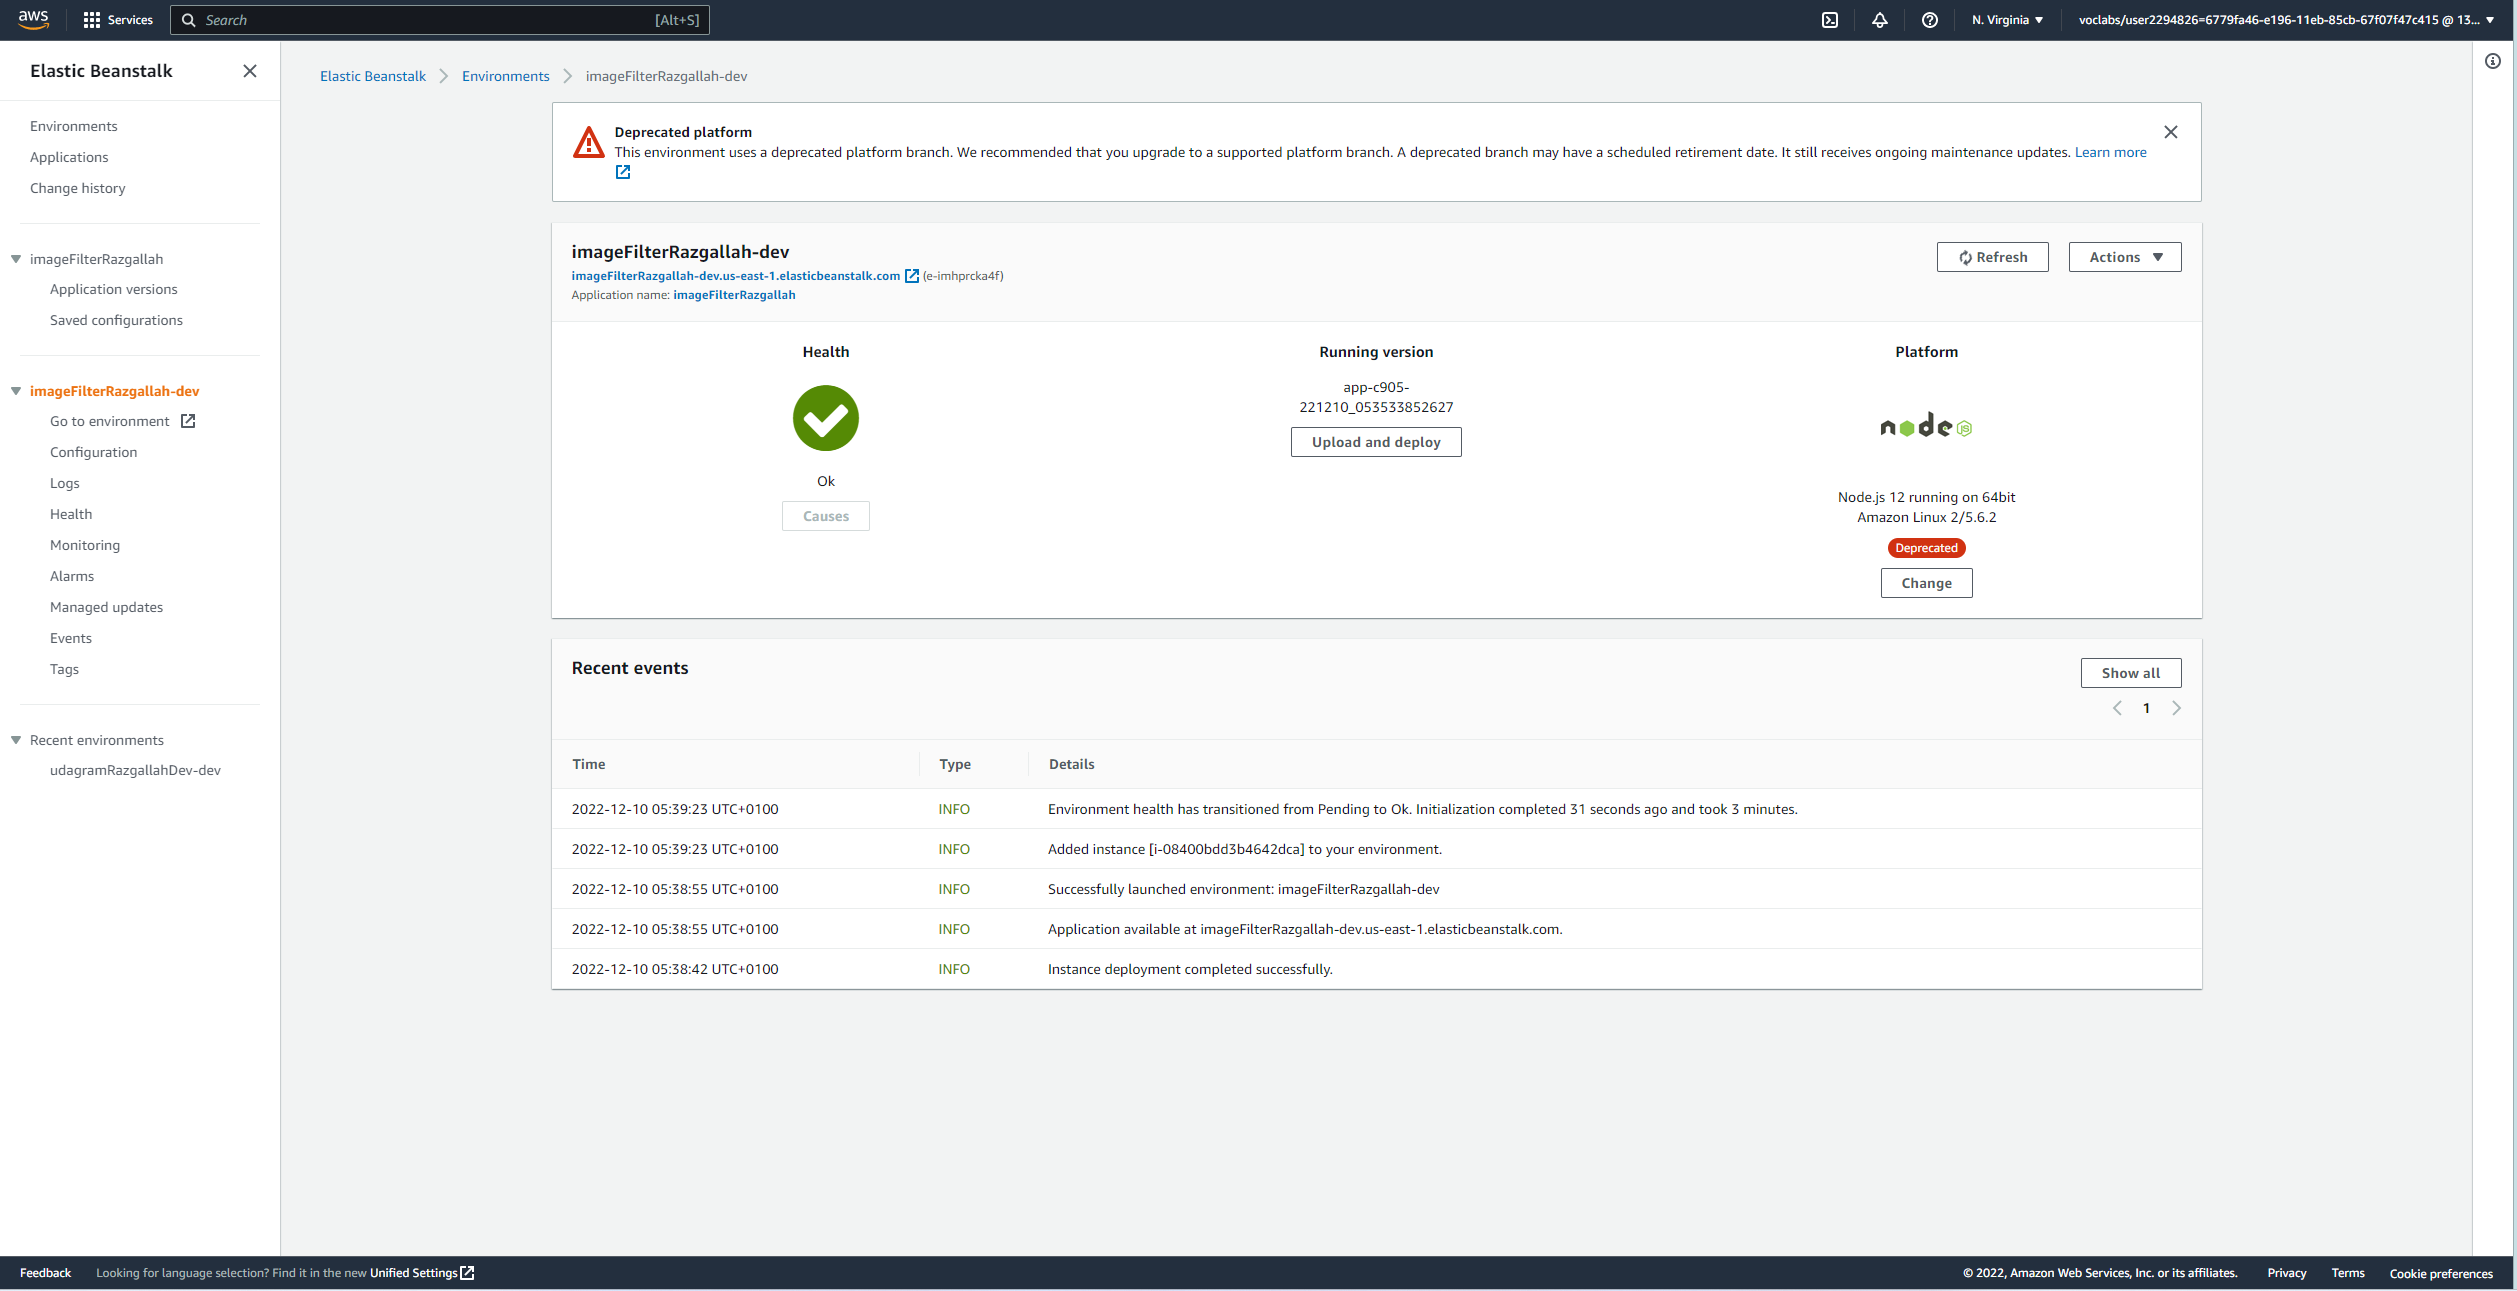 aws
Services
Search
[Alt+S]
N. Virginia
voclabs/user2294826=6779fa46-e196-11eb-85cb-67f07f47c415 @ 13...
Elastic Beanstalk
Environments
Applications
Change history
imageFilterRazgallah
Application versions
Saved configurations
imageFilterRazgallah-dev
Go to environment
Configuration
Logs
Health
Monitoring
Alarms
Managed updates
Events
Tags
Recent environments
udagramRazgallahDev-dev
Elastic Beanstalk > Environments > imageFilterRazgallah-dev
Deprecated platform
This environment uses a deprecated platform branch. We recommended that you upgrade to a supported platform branch. A deprecated branch may have a scheduled retirement date. It still receives ongoing maintenance updates. Learn more
imageFilterRazgallah-dev
imageFilterRazgallah-dev.us-east-1.elasticbeanstalk.com (e-imhprcka4f)
Application name: imageFilterRazgallah
Refresh
Actions
Health
Ok
Causes
Running version
app-c905-
221210_053533852627
Upload and deploy
Platform
node JS
Node.js 12 running on 64bit
Amazon Linux 2/5.6.2
Deprecated
Change
Recent events
Show all
1
Time Type Details
2022-12-10 05:39:23 UTC+0100 INFO Environment health has transitioned from Pending to Ok. Initialization completed 31 seconds ago and took 3 minutes.
2022-12-10 05:39:23 UTC+0100 INFO Added instance [i-08400bdd3b4642dca] to your environment.
2022-12-10 05:38:55 UTC+0100 INFO Successfully launched environment: imageFilterRazgallah-dev
2022-12-10 05:38:55 UTC+0100 INFO Application available at imageFilterRazgallah-dev.us-east-1.elasticbeanstalk.com.
2022-12-10 05:38:42 UTC+0100 INFO Instance deployment completed successfully.
Feedback
Looking for language selection? Find it in the new Unified Settings
© 2022, Amazon Web Services, Inc. or its affiliates.
Privacy
Terms
Cookie preferences